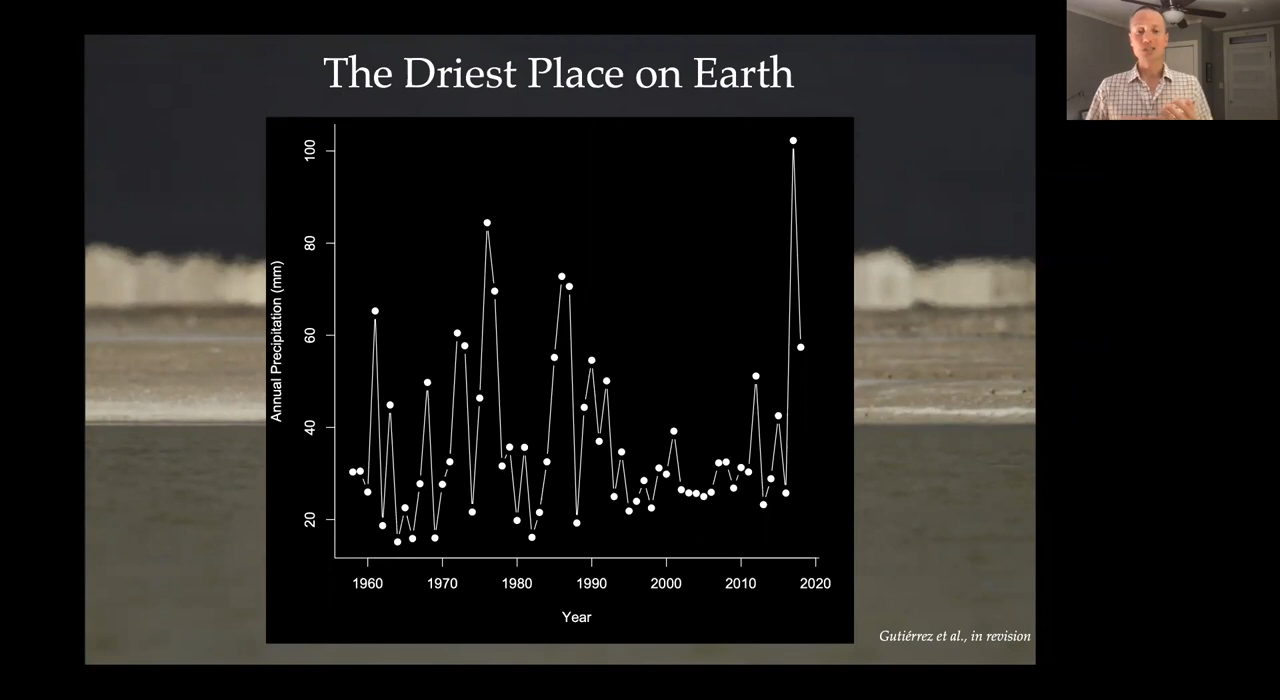 The Driest Place on Earth
100
80
60
40
20
Annual Precipitation (mm)
1960 1970 1980 1990 2000 2010 2020
Year
Gutiérrez et al., in revision